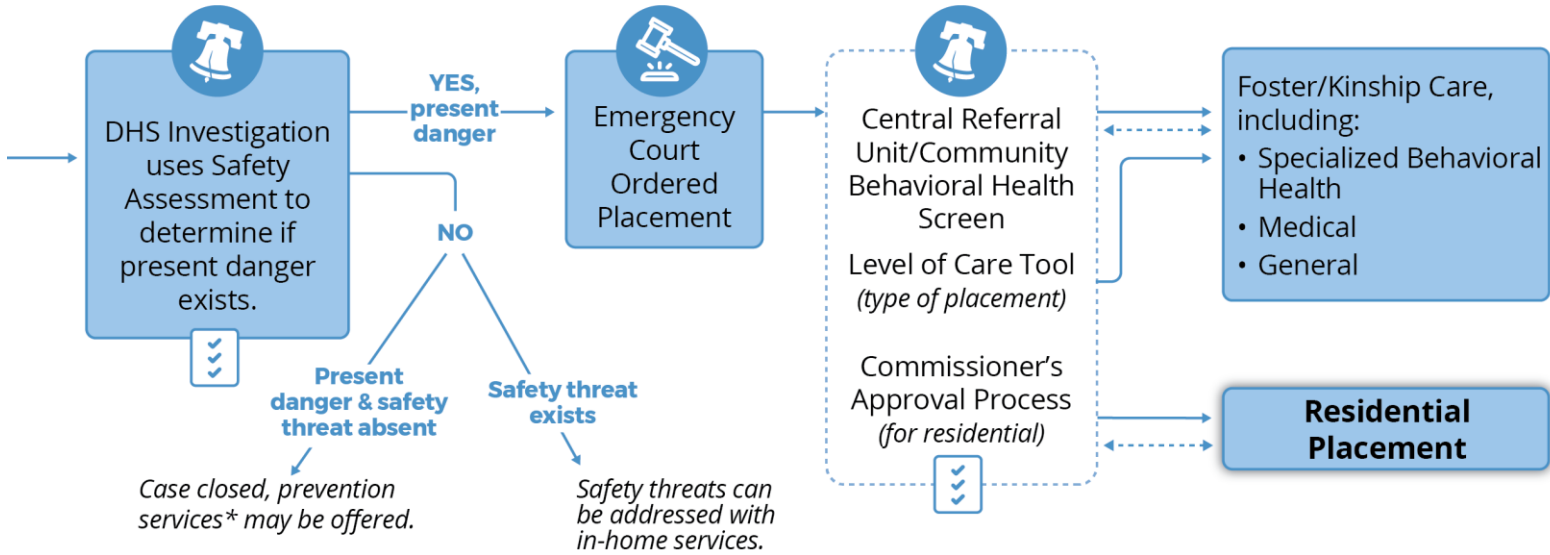 DHS Investigation
uses Safety
Assessment to
determine if
present danger
exists.
YES,
present
danger
NO
Present
danger & safety
threat absent
Safety threat
exists
Case closed, prevention
services* may be offered.
Safety threats can
be addressed with
in-home services.
Emergency
Court
Ordered
Placement
Central Referral
Unit/Community
Behavioral Health
Screen
Level of Care Tool
(type of placement)
Commissioner’s
Approval Process
(for residential)
Foster/Kinship Care,
including:
• Specialized Behavioral
Health
• Medical
• General
Residential
Placement